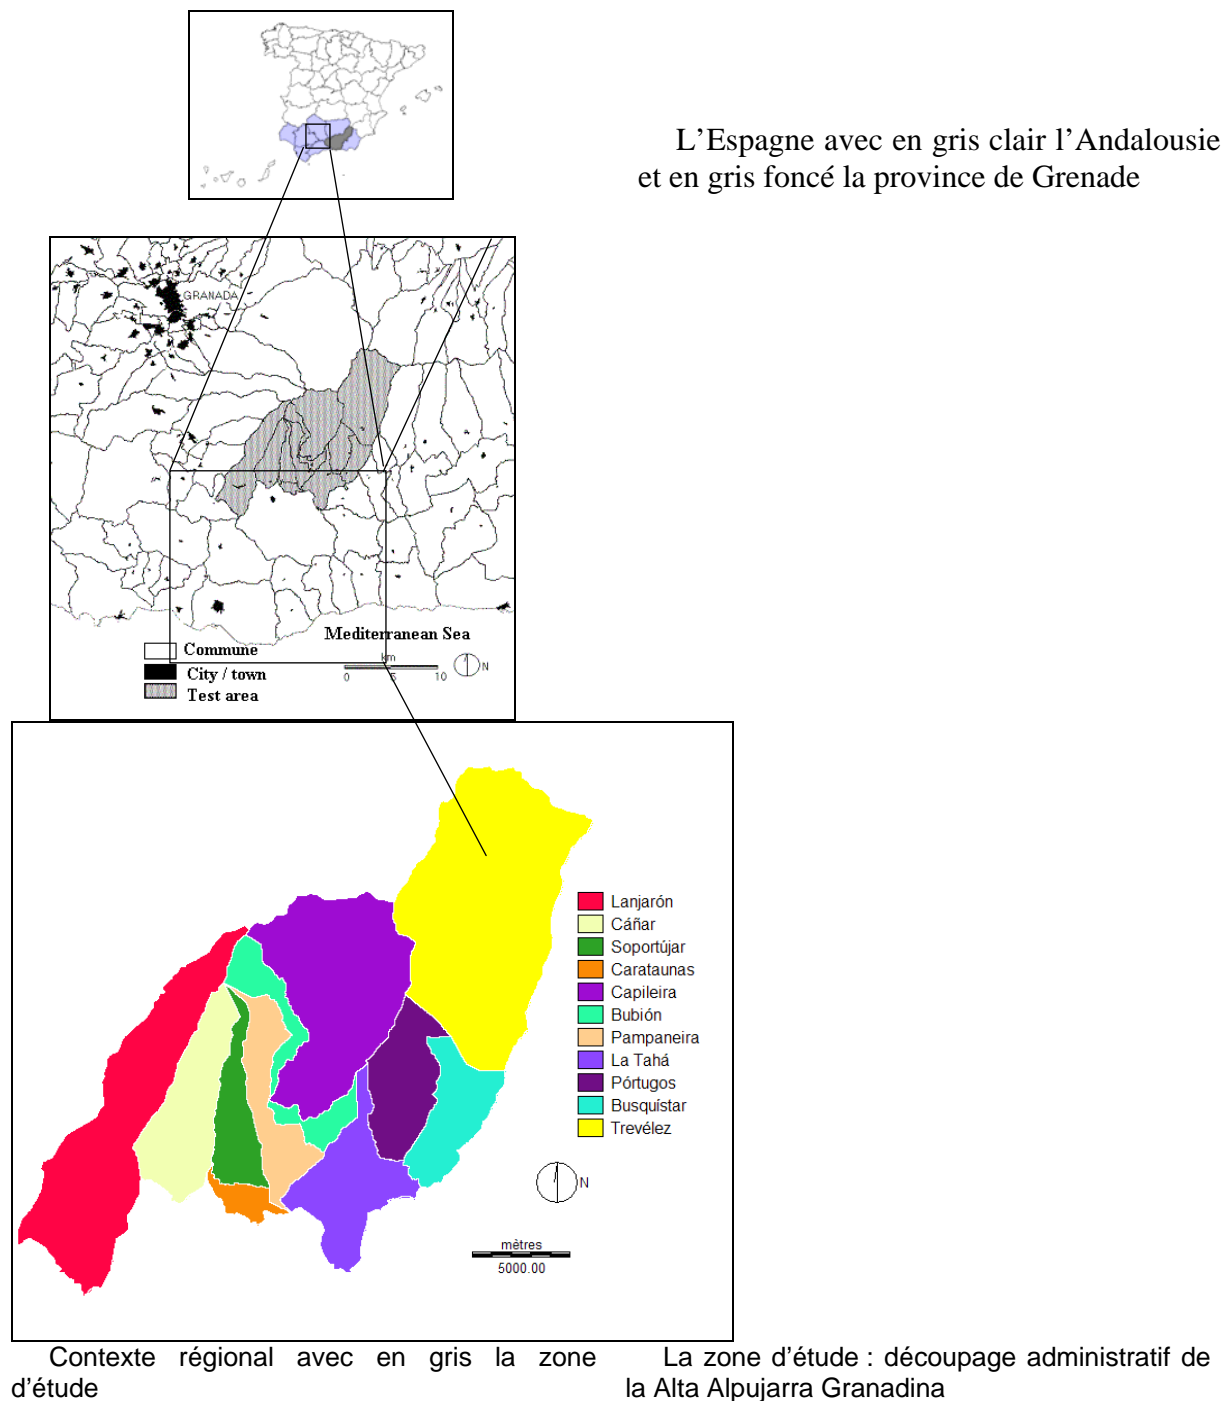 L’Espagne avec en gris clair l’Andalousie
et en gris foncé la province de Grenade
GRANADA
Mediterranean Sea
Commune
City / town
Test area
km
0 5 10
N
Lanjarón
Cáñar
Soportújar
Carataunas
Capileira
Bubión
Pampaneira
La Tahá
Pórtugos
Busquístar
Trevélez
N
mètres
5000.00
Contexte régional avec en gris la zone
d’étude
La zone d’étude : découpage administratif de
la Alta Alpujarra Granadina